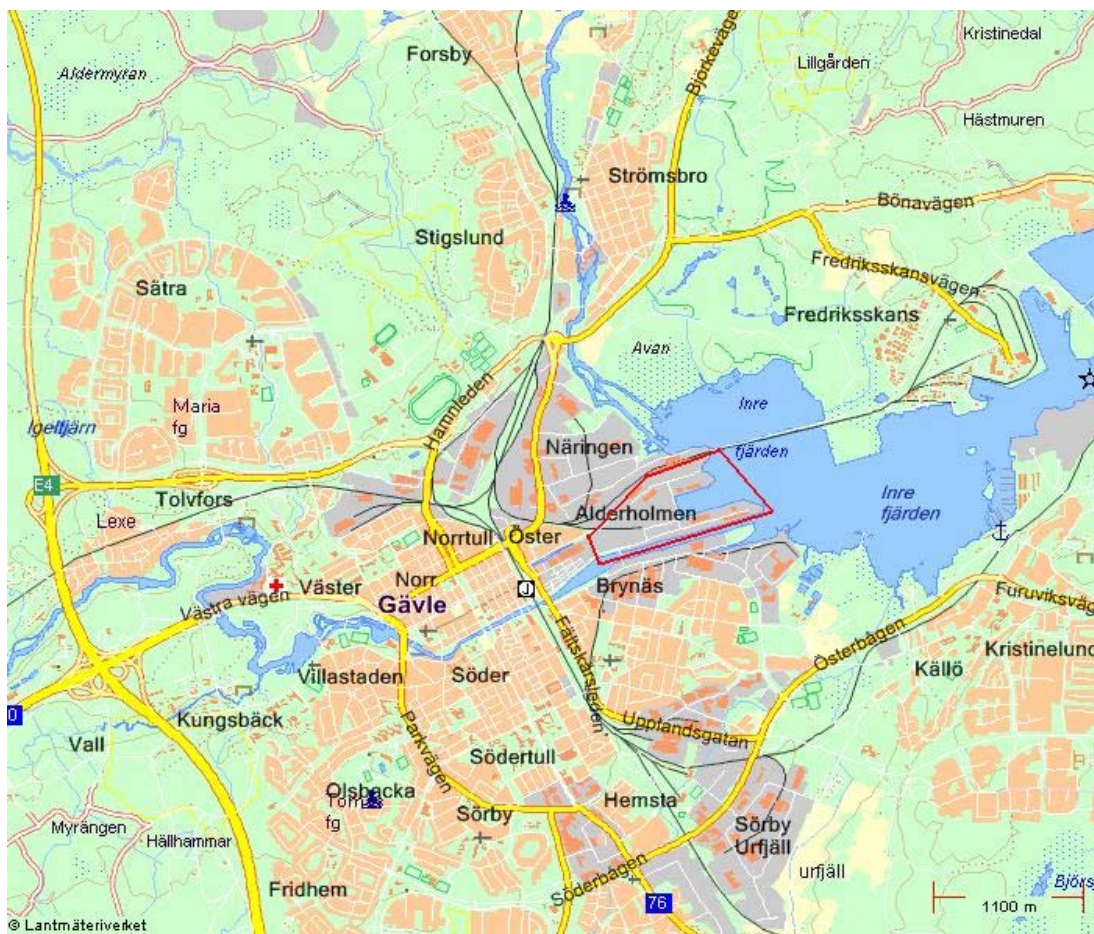 Forsby
Björkevägen
Kristinedal
Aldermyran
Lillgården
Hästmuren
Strömsbro
Bönavägen
Stigslund
Fredriksskansvägen
Sätra
Fredriksskans
Avan
Maria
fg
Hamnleden
Inre
fjärden
Igeltjärn
Näringen
E4
Tolvfors
Alderholmen
Inre
fjärden
Lexe
Norrtull
Öster
Väster
Norr
Brynäs
Västra vägen
Gävle
Furuviksväg
Fältskärsleden
Österbågen
Kristinelund
Villastaden
Söder
Källö
Kungsbäck
0
Vall
Upplandsgatan
Parkvägen
Södertull
Olsbacka
Tom
fg
Hemsta
Myrängen
Hällhammar
Sörby
Sörby
Urfjäll
urfjäll
Fridhem
Söderbågen
Björs
76
1100 m
© Lantmäteriverket